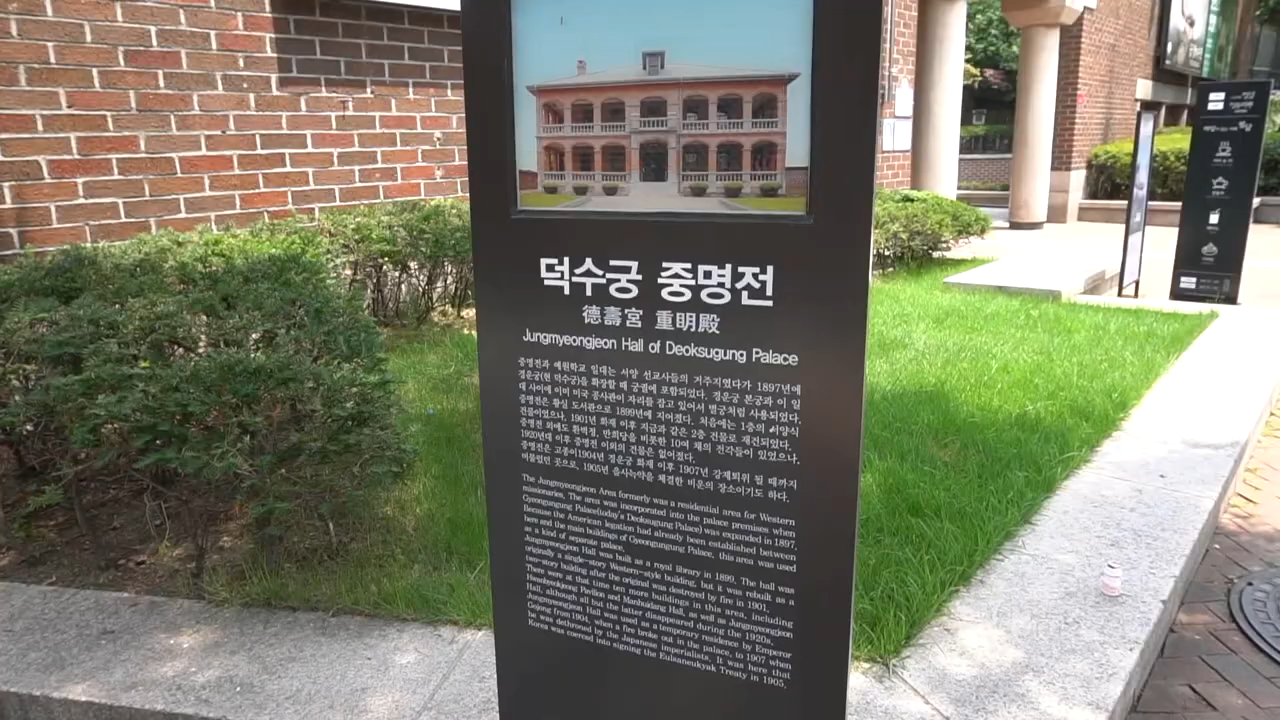 덕수궁 중명전
德壽宮 重明殿
Jungmyeongjeon Hall of Deoksugung Palace
중명전과 예원학교 일대는 서양 선교사들의 거주지였다가 1897년에
경운궁(현 덕수궁)을 확장할 때 궁궐에 포함되었다. 경운궁 본궁과 이 일
대 사이에 이미 미국 공사관이 자리를 잡고 있어서 별궁처럼 사용되었다.
중명전은 황실 도서관으로 1899년에 지어졌다. 처음에는 1층의 서양식
건물이었으나, 1901년 화재 이후 지금과 같은 2층 건물로 재건되었다.
중명전 외에도 환벽정, 만희당을 비롯한 10여 채의 전각들이 있었으나,
1920년대 이후 중명전 이외의 건물은 없어졌다.
중명전은 고종이1904년 경운궁 화재 이후 1907년 강제퇴위 될 때까지
머물렀던 곳으로, 1905년 을사늑약을 체결한 비운의 장소이기도 하다.
The Jungmyeongjeon Area formerly was a residential area for Western
missionaries. The area was incorporated into the palace premises when
Gyeongungung Palace(today's Deoksugung Palace) was expanded in 1897.
Because the American legation had already been established between
here and the main buildings of Gyeongungung Palace, this area was used
as a kind of separate palace.
Jungmyeongjeon Hall was built as a royal library in 1899. The hall was
originally a single-story Western-style building, but it was rebuilt as a
two-story building after the original was destroyed by fire in 1901.
There were at that time ten more buildings in this area, including
Hwanbyokjeong Pavilion and Manhuidang Hall, as well as Jungmyeongjeon
Hall, although all but the latter disappeared during the 1920s.
Jungmyeongjeon Hall was used as a temporary residence by Emperor
Gojong from 1904, when a fire broke out in the palace, to 1907 when
he was dethroned by the Japanese imperialists. It was here that
Korea was coerced into signing the Eulsaneukyak Treaty in 1905.